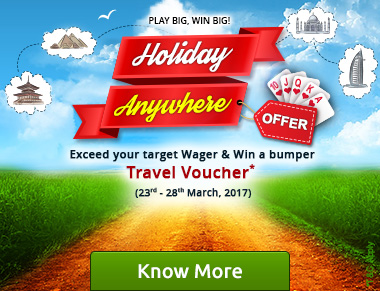 PLAY BIG, WIN BIG!
Holiday
Anywhere
10 J Q K A
OFFER
Exceed your target Wager & Win a bumper
Travel Voucher*
(23rd - 28th March, 2017)
Know More